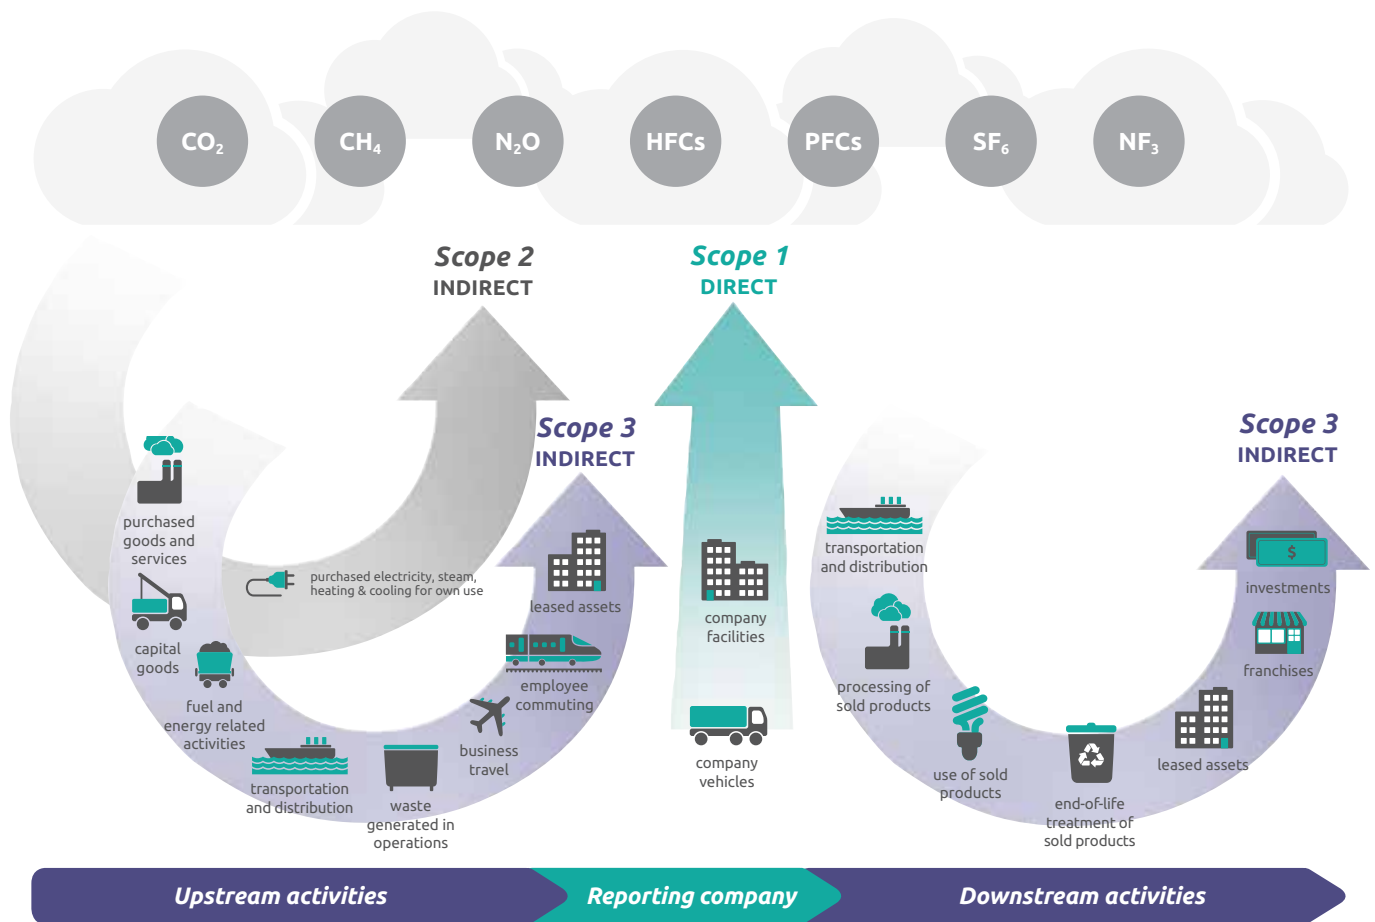 CO₂
CH₄
N₂O
HFCs
PFCs
SF₆
NF₃
Scope 2
INDIRECT
Scope 1
DIRECT
Scope 3
INDIRECT
Scope 3
INDIRECT
purchased
goods and
services
capital
goods
fuel and
energy related
activities
transportation
and distribution
waste
generated in
operations
business
travel
employee
commuting
leased assets
purchased electricity, steam,
heating & cooling for own use
company
facilities
company
vehicles
transportation
and distribution
processing of
sold products
use of sold
products
end-of-life
treatment of
sold products
leased assets
franchises
$
investments
Upstream activities
Reporting company
Downstream activities